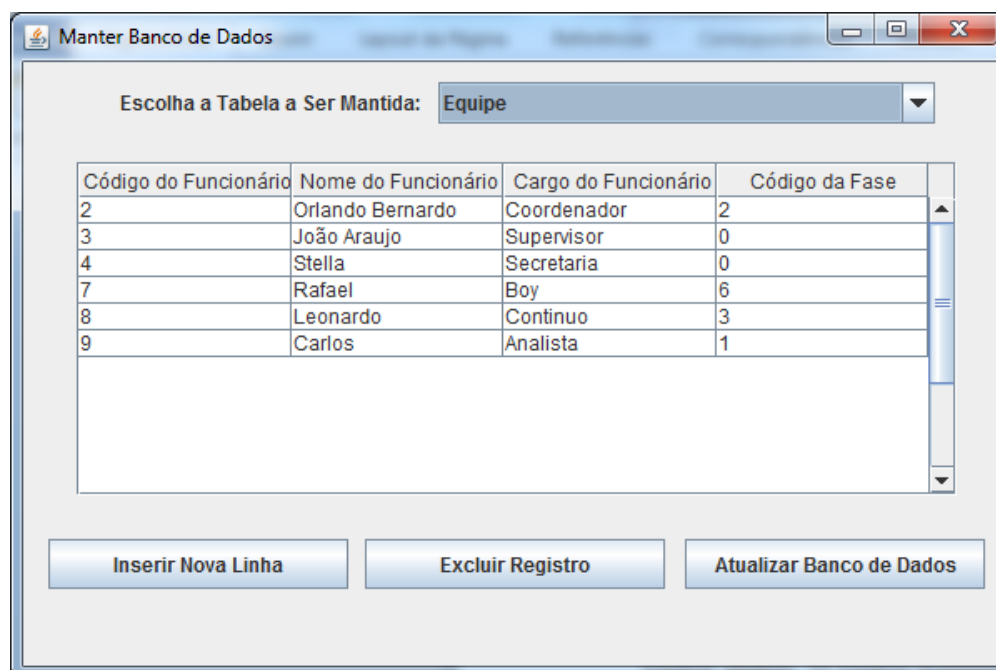 Manter Banco de Dados
Escolha a Tabela a Ser Mantida: Equipe
Código do Funcionário Nome do Funcionário Cargo do Funcionário Código da Fase
2 Orlando Bernardo Coordenador 2
3 João Araujo Supervisor 0
4 Stella Secretaria 0
7 Rafael Boy 6
8 Leonardo Continuo 3
9 Carlos Analista 1
Inserir Nova Linha Excluir Registro Atualizar Banco de Dados